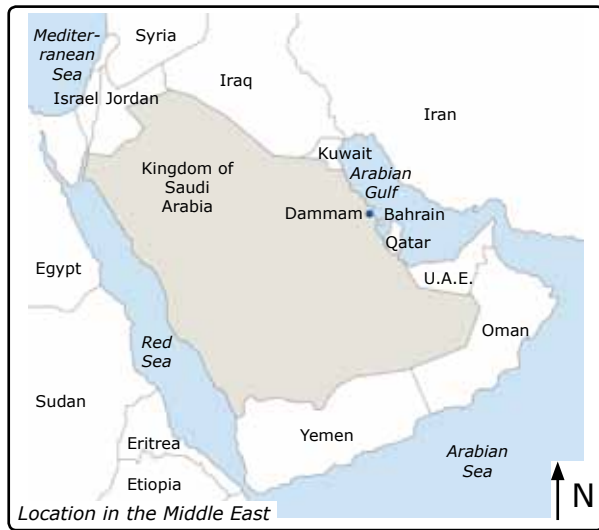 Mediter-
ranean
Sea
Syria
Iraq
Iran
Israel
Jordan
Kuwait
Arabian
Gulf
Kingdom of
Saudi
Arabia
Dammam
Bahrain
Qatar
Egypt
U.A.E.
Oman
Red
Sea
Sudan
Eritrea
Yemen
Arabian
Sea
Etiopia
N
Location in the Middle East